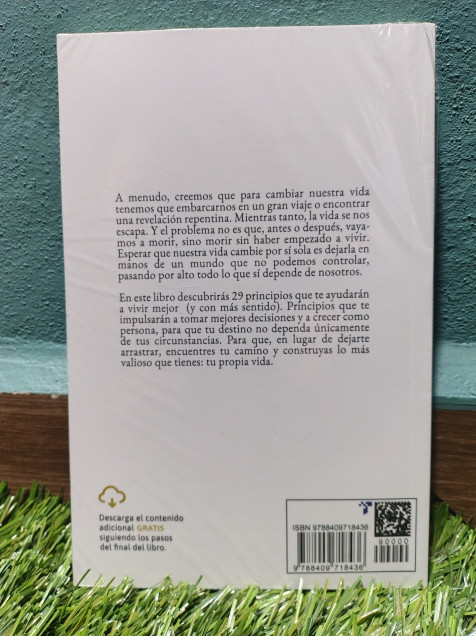 A menudo, creemos que para cambiar nuestra vida
tenemos que embarcarnos en un gran viaje o encontrar
una revelación repentina. Mientras tanto, la vida se nos
escapa. Y el problema no es que, antes o después, vaya-
mos a morir, sino morir sin haber empezado a vivir.
Esperar que nuestra vida cambie por sí sola es dejarla en
manos de un mundo que no podemos controlar,
pasando por alto todo lo que sí depende de nosotros.
En este libro descubrirás 29 principios que te ayudarán
a vivir mejor (y con más sentido). Principios que te
impulsarán a tomar mejores decisiones y a crecer como
persona, para que tu destino no dependa únicamente
de tus circunstancias. Para que, en lugar de dejarte
arrastrar, encuentres tu camino y construyas lo más
valioso que tienes: tu propia vida.
Descarga el contenido
adicional GRATIS
siguiendo los pasos
del final del libro.
ISBN 9788409718436
90000
9 788409 718436